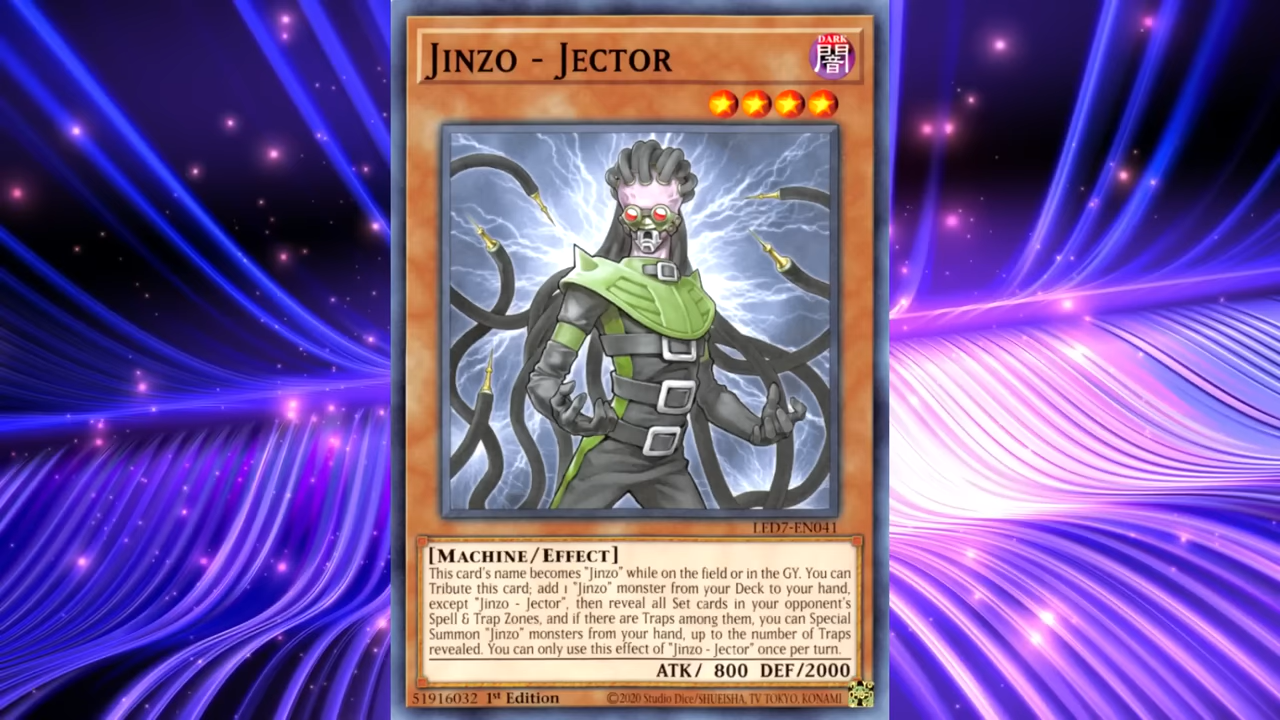 JINZO - JECTOR
DARK
闇
LED7-EN041
[MACHINE/EFFECT]
This card's name becomes "Jinzo" while on the field or in the GY. You can
Tribute this card; add 1 "Jinzo" monster from your Deck to your hand,
except "Jinzo - Jector", then reveal all Set cards in your opponent's
Spell & Trap Zones, and if there are Traps among them, you can Special
Summon "Jinzo" monsters from your hand, up to the number of Traps
revealed. You can only use this effect of "Jinzo - Jector" once per turn.
ATK/ 800 DEF/2000
51916032 1st Edition ©2020 Studio Dice/SHUEISHA, TV TOKYO, KONAMI